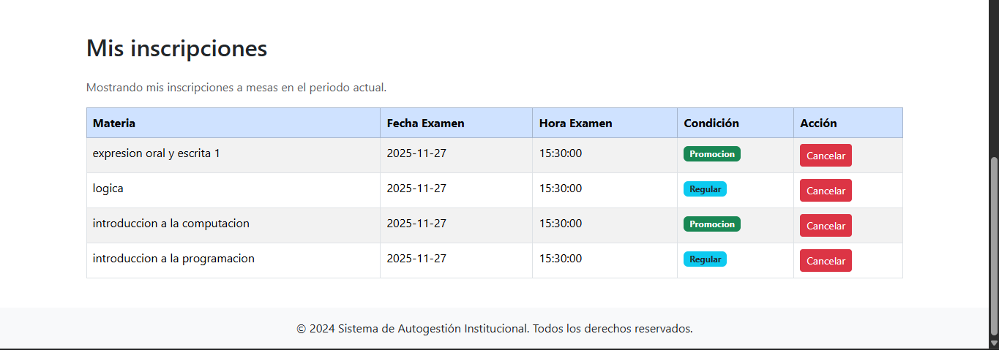 Mis inscripciones
Mostrando mis inscripciones a mesas en el periodo actual.
Materia Fecha Examen Hora Examen Condición Acción
expresion oral y escrita 1 2025-11-27 15:30:00 Promocion Cancelar
logica 2025-11-27 15:30:00 Regular Cancelar
introduccion a la computacion 2025-11-27 15:30:00 Promocion Cancelar
introduccion a la programacion 2025-11-27 15:30:00 Regular Cancelar
© 2024 Sistema de Autogestión Institucional. Todos los derechos reservados.